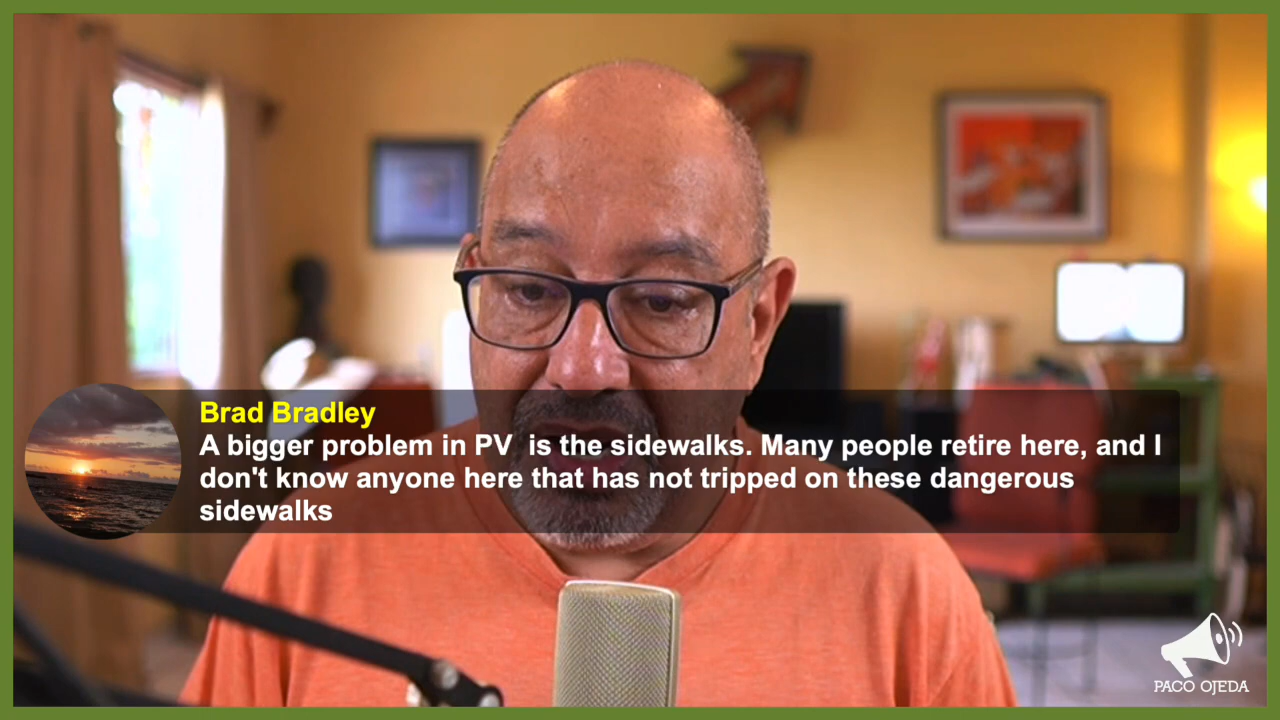 Brad Bradley
A bigger problem in PV  is the sidewalks. Many people retire here, and I
don't know anyone here that has not tripped on these dangerous
sidewalks
PACO OJEDA